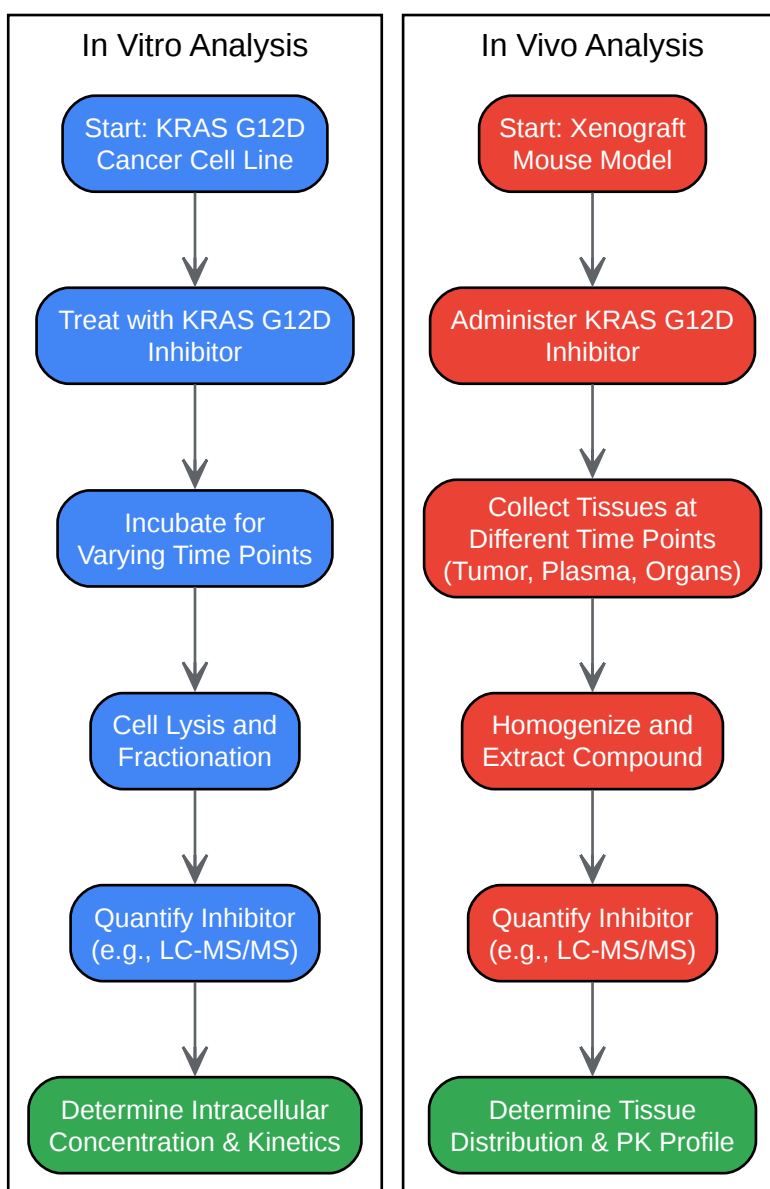 In Vitro Analysis
Start: KRAS G12D
Cancer Cell Line
Treat with KRAS G12D
Inhibitor
Incubate for
Varying Time Points
Cell Lysis and
Fractionation
Quantify Inhibitor
(e.g., LC-MS/MS)
Determine Intracellular
Concentration & Kinetics
In Vivo Analysis
Start: Xenograft
Mouse Model
Administer KRAS G12D
Inhibitor
Collect Tissues at
Different Time Points
(Tumor, Plasma, Organs)
Homogenize and
Extract Compound
Quantify Inhibitor
(e.g., LC-MS/MS)
Determine Tissue
Distribution & PK Profile